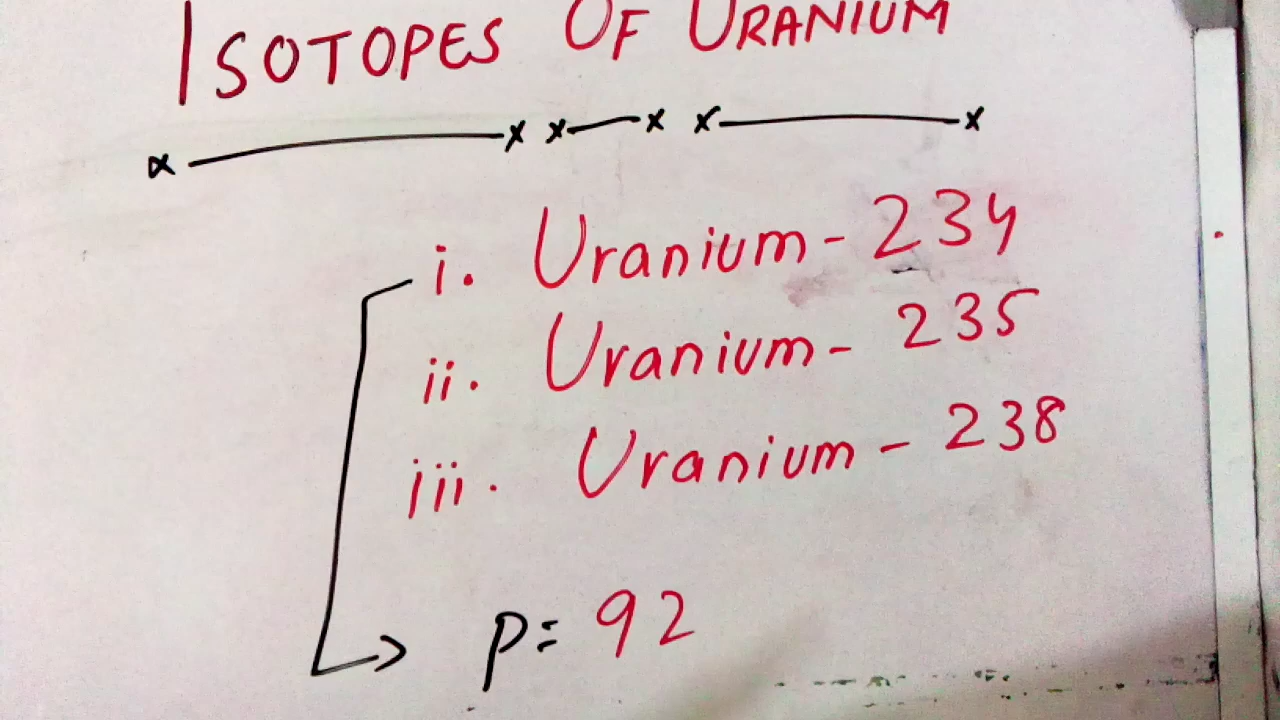 ISOTOPES OF URANIUM
i. Uranium - 234
ii. Uranium - 235
iii. Uranium - 238
p= 92